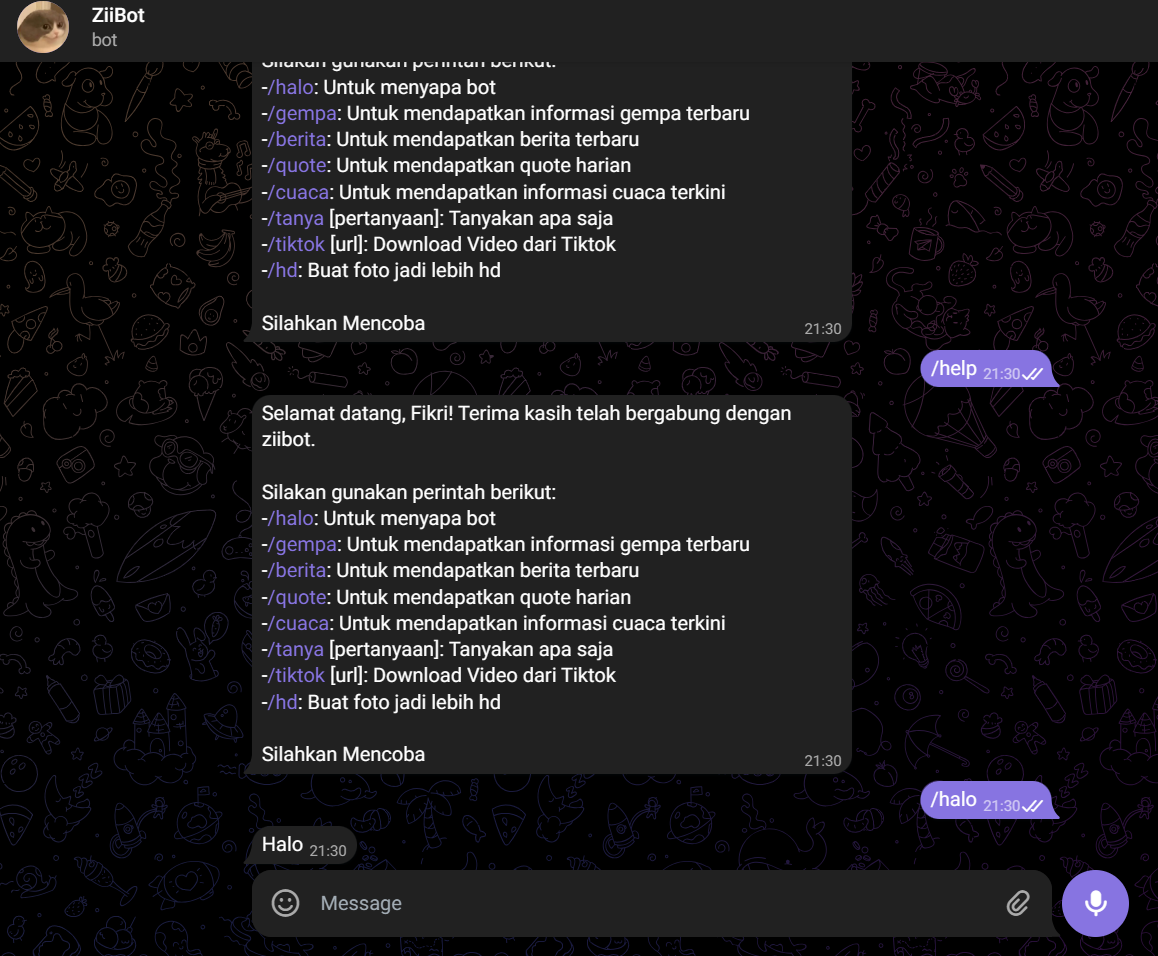 ZiiBot
bot
Silakan gunakan perintah berikut:
-/halo: Untuk menyapa bot
-/gempa: Untuk mendapatkan informasi gempa terbaru
-/berita: Untuk mendapatkan berita terbaru
-/quote: Untuk mendapatkan quote harian
-/cuaca: Untuk mendapatkan informasi cuaca terkini
-/tanya [pertanyaan]: Tanyakan apa saja
-/tiktok [url]: Download Video dari Tiktok
-/hd: Buat foto jadi lebih hd
Silahkan Mencoba 21:30
/help 21:30
Selamat datang, Fikri! Terima kasih telah bergabung dengan
ziibot.
Silakan gunakan perintah berikut:
-/halo: Untuk menyapa bot
-/gempa: Untuk mendapatkan informasi gempa terbaru
-/berita: Untuk mendapatkan berita terbaru
-/quote: Untuk mendapatkan quote harian
-/cuaca: Untuk mendapatkan informasi cuaca terkini
-/tanya [pertanyaan]: Tanyakan apa saja
-/tiktok [url]: Download Video dari Tiktok
-/hd: Buat foto jadi lebih hd
Silahkan Mencoba 21:30
/halo 21:30
Halo 21:30
Message